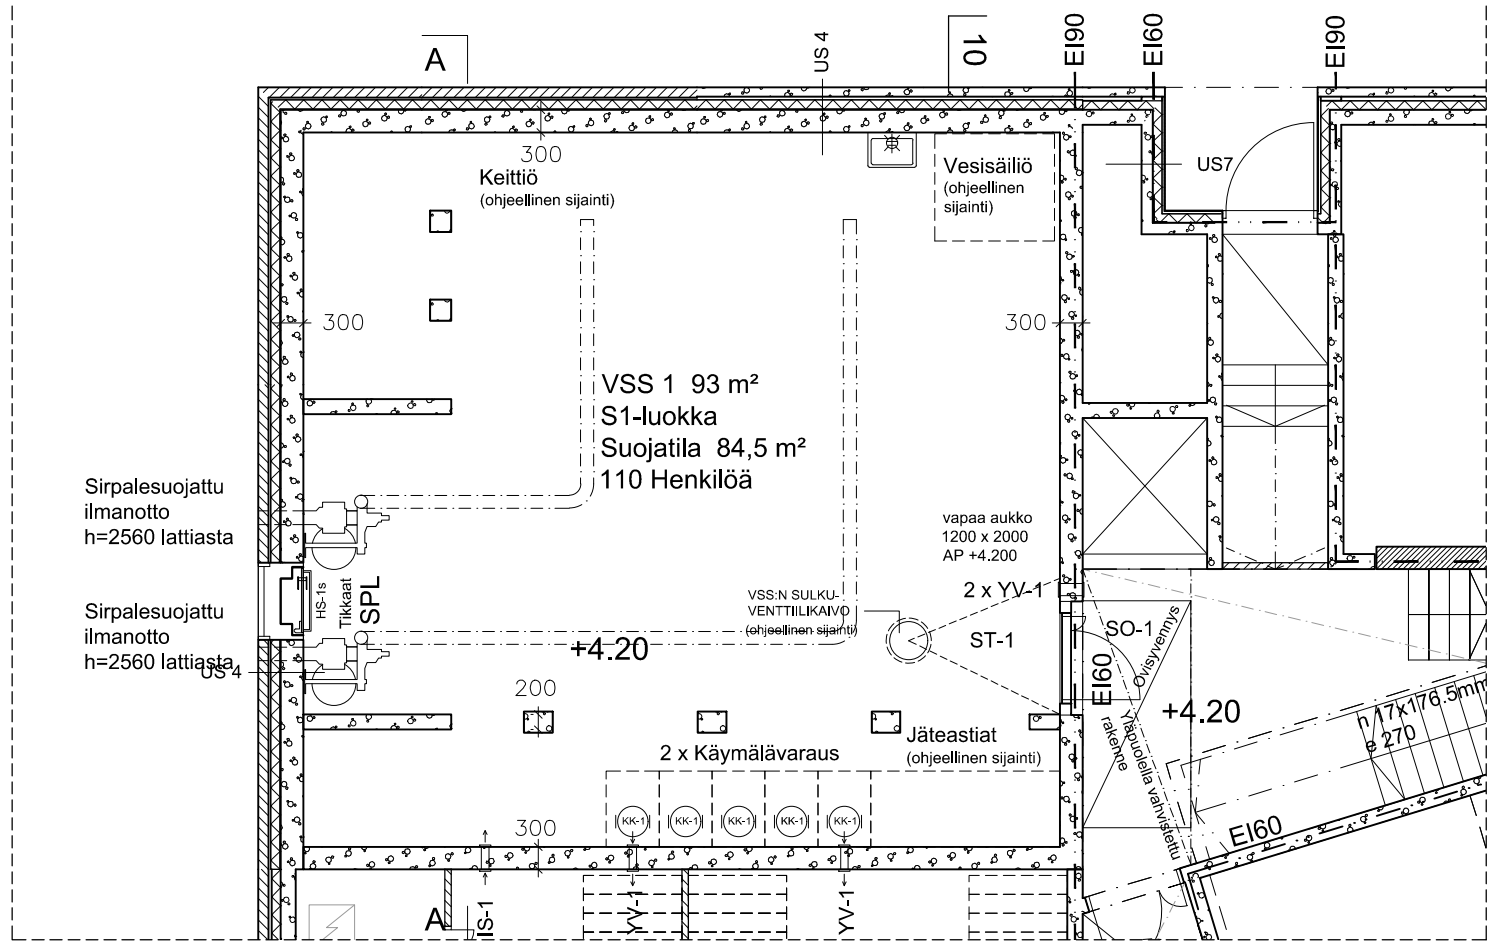 A
US 4
10
EI90
EI60
EI90
300
Keittiö
(ohjeellinen sijainti)
Vesisäiliö
(ohjeellinen
sijainti)
US7
300
300
VSS 1 93 m²
S1-luokka
Suojatila 84,5 m²
110 Henkilöä
Sirpalesuojattu
ilmanotto
h=2560 lattiasta
vapaa aukko
1200 x 2000
AP +4.200
2 x YV-1
HS-1s
Tikkaat
SPL
VSS:N SULKU-
VENTTIILIKAIVO
(ohjeellinen sijainti)
Sirpalesuojattu
ilmanotto
h=2560 lattiasta
US 4
+4.20
ST-1
SO-1
EI60
Ovisyvennys
+4.20
Yläpuolella vahvistettu
rakenne
n 17x176.5mm
e 270
200
2 x Käymälävaraus
Jäteastiat
(ohjeellinen sijainti)
KK-1
KK-1
KK-1
KK-1
KK-1
300
EI60
A
IS-1
YV-1
YV-1